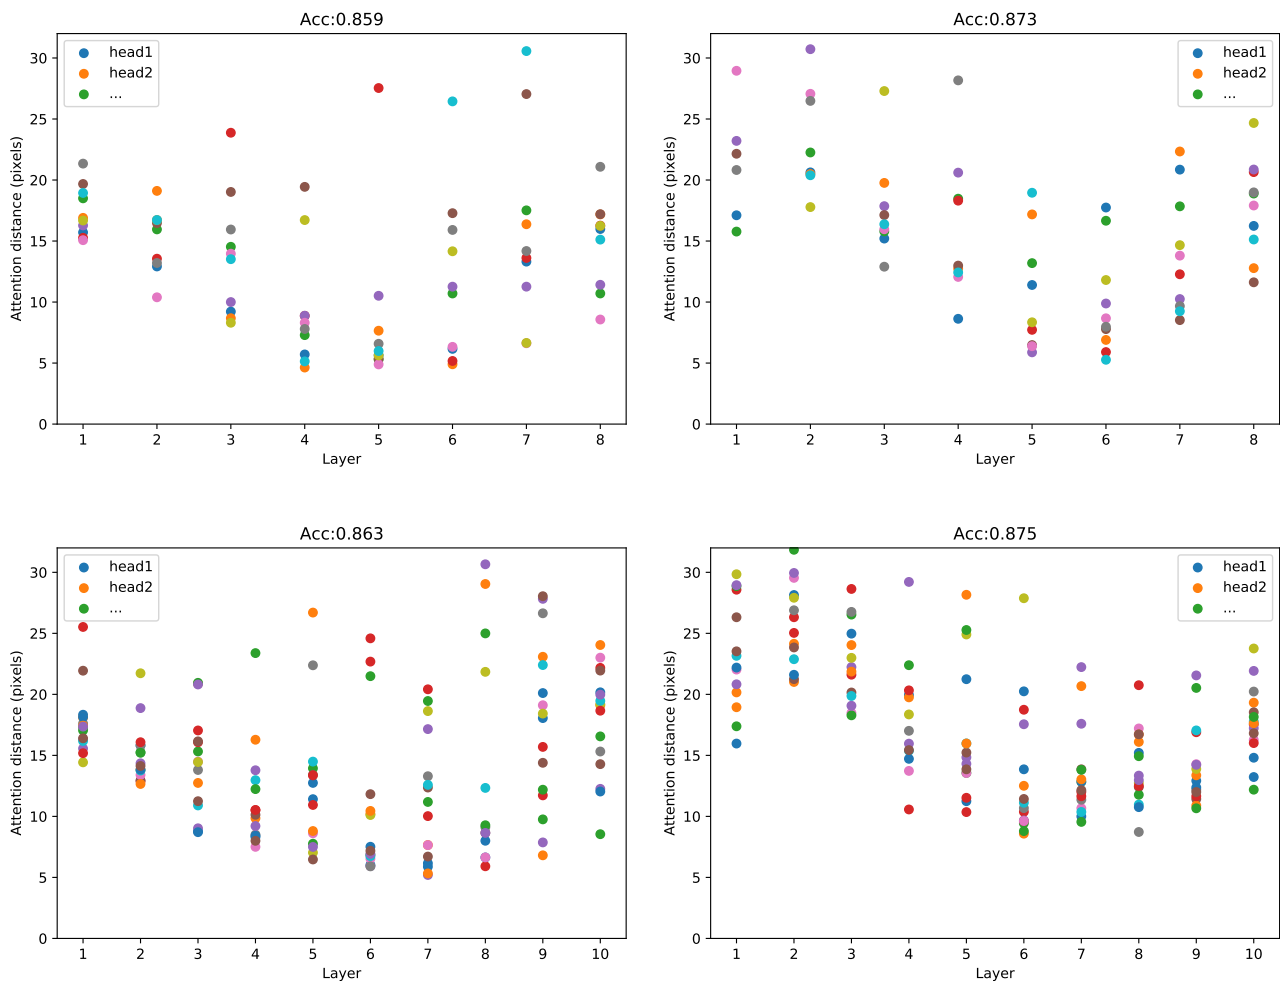 Acc:0.859
30
25
20
15
10
5
0
Attention distance (pixels)
head1
head2
...
1 2 3 4 5 6 7 8
Layer
Acc:0.873
30
25
20
15
10
5
0
Attention distance (pixels)
head1
head2
...
1 2 3 4 5 6 7 8
Layer
Acc:0.863
30
25
20
15
10
5
0
Attention distance (pixels)
head1
head2
...
1 2 3 4 5 6 7 8 9 10
Layer
Acc:0.875
30
25
20
15
10
5
0
Attention distance (pixels)
head1
head2
...
1 2 3 4 5 6 7 8 9 10
Layer